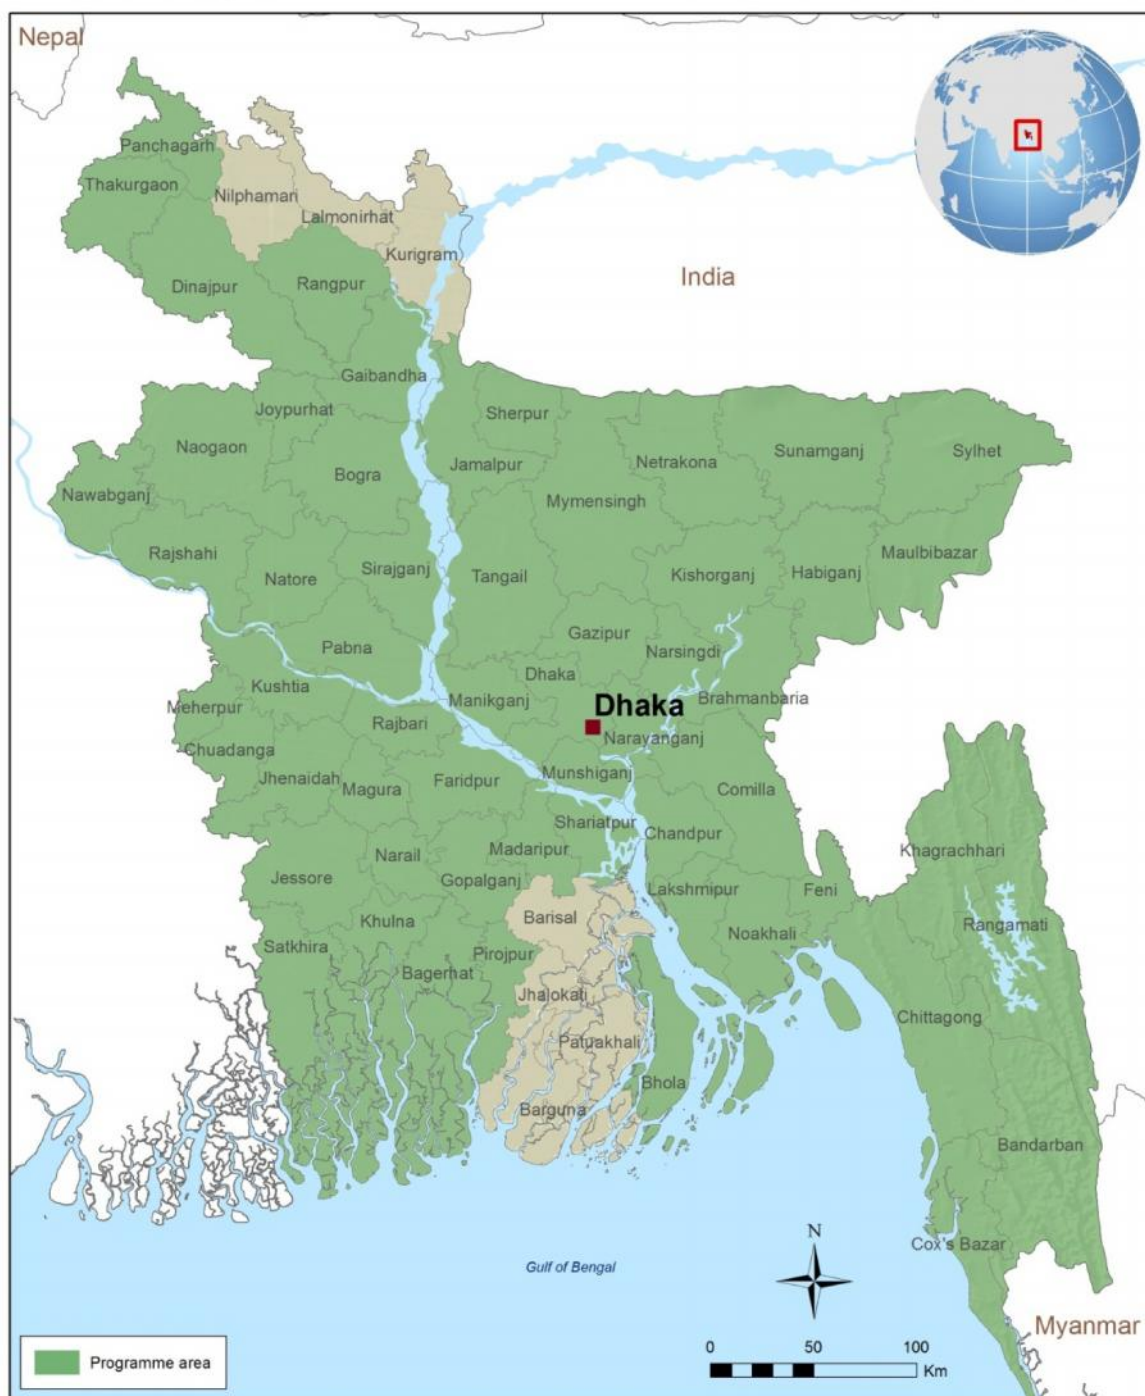 Nepal
Panchagarh
Thakurgaon
Nilphamari
Lalmonirhat
Kurigram
India
Dinajpur
Rangpur
Gaibandha
Joypurhat
Sherpur
Naogaon
Sunamganj
Sylhet
Bogra
Jamalpur
Netrakona
Nawabganj
Mymensingh
Rajshahi
Maulbibazar
Natore
Sirajganj
Tangail
Kishorganj
Habiganj
Gazipur
Pabna
Narsingdi
Dhaka
Kushtia
Meherpur
Manikganj
Brahmanbaria
Dhaka
Rajbari
Narayanganj
Chuadanga
Jhenaidah
Magura
Faridpur
Munshiganj
Comilla
Shariatpur
Chandpur
Narail
Madaripur
Khagrachhari
Jessore
Gopalganj
Lakshmipur
Feni
Khulna
Barisal
Rangamati
Satkhira
Noakhali
Pirojpur
Bagerhat
Jhalokati
Chittagong
Patuakhali
Bhola
Barguna
Bandarban
N
Cox's Bazar
Gulf of Bengal
Myanmar
0 50 100
Km
Programme area